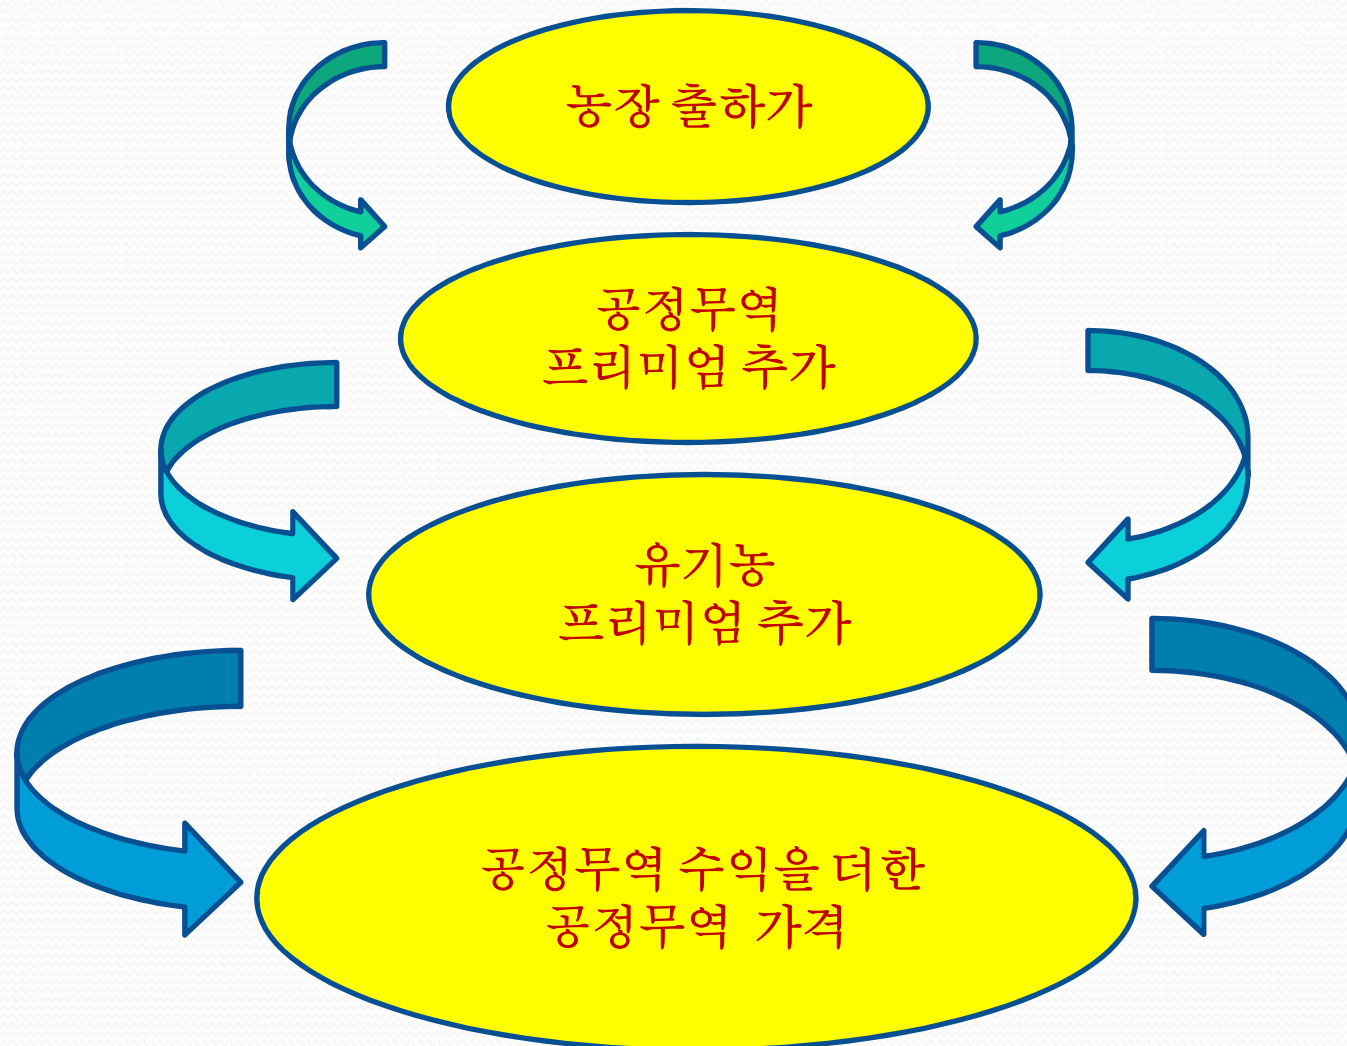 농장 출하가
공정무역
프리미엄 추가
유기농
프리미엄 추가
공정무역 수익을 더한
공정무역 가격